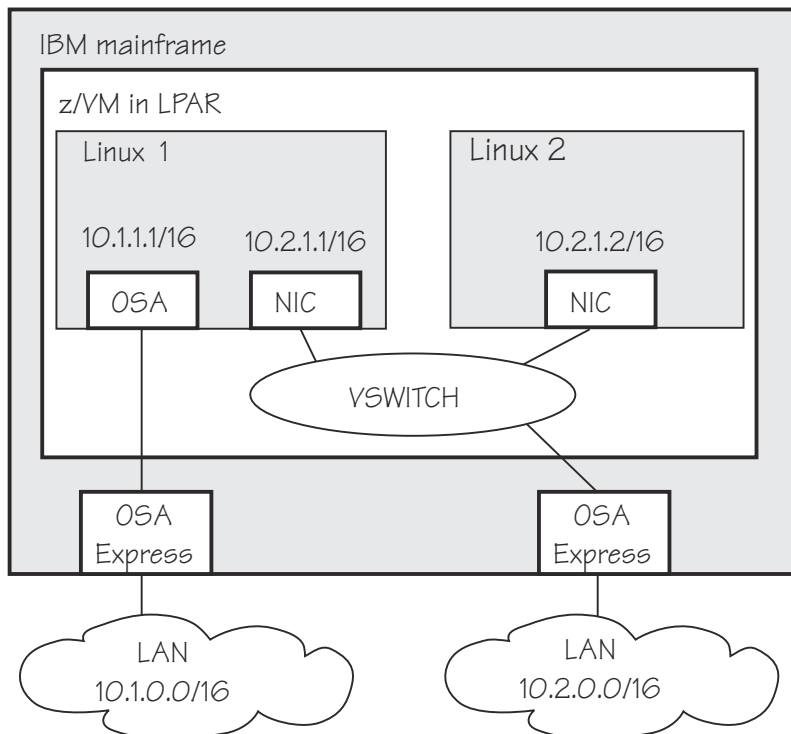 IBM mainframe
z/VM in LPAR
Linux 1
Linux 2
10.1.1.1/16
10.2.1.1/16
10.2.1.2/16
OSA
NIC
NIC
VSWITCH
OSA
Express
OSA
Express
LAN
10.1.0.0/16
LAN
10.2.0.0/16